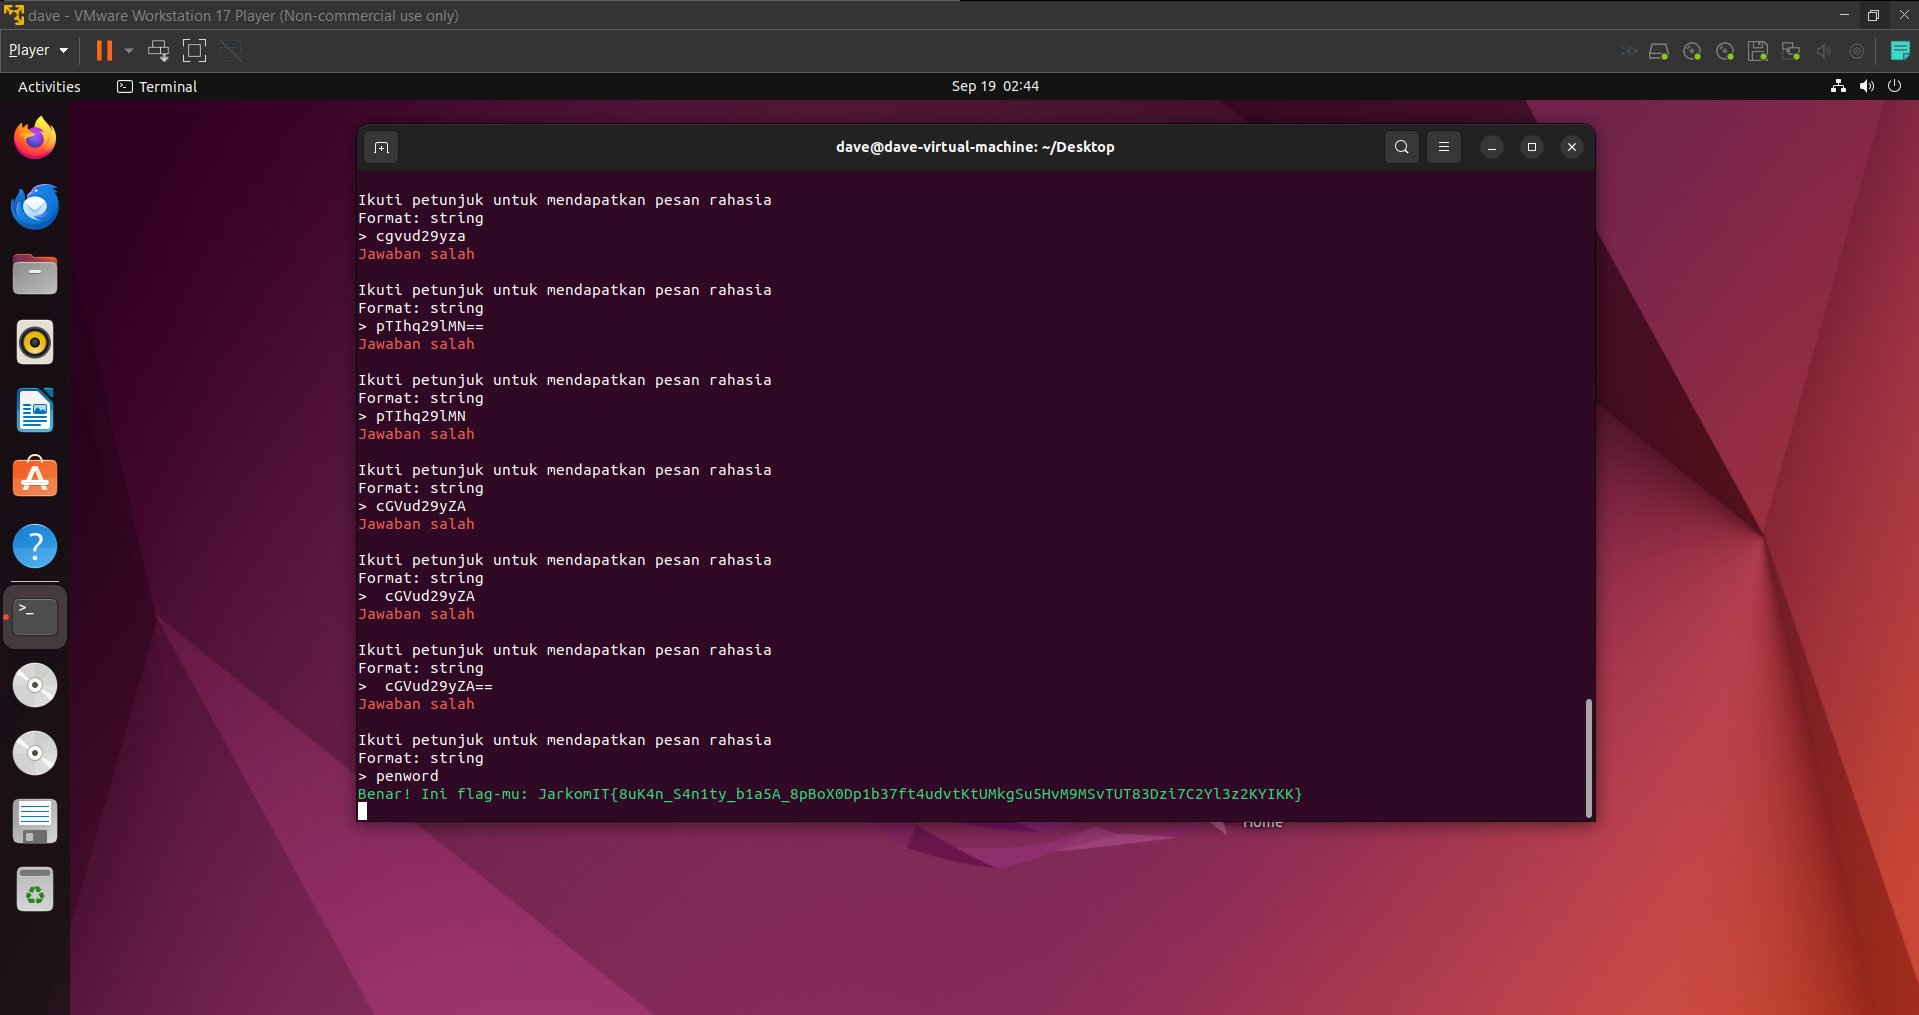 dave - VMware Workstation 17 Player (Non-commercial use only)
Player
Activities
Terminal
Sep 19 02:44
dave@dave-virtual-machine: ~/Desktop
Ikuti petunjuk untuk mendapatkan pesan rahasia
Format: string
> cgvud29yza
Jawaban salah
Ikuti petunjuk untuk mendapatkan pesan rahasia
Format: string
> pTIhq29lMN==
Jawaban salah
Ikuti petunjuk untuk mendapatkan pesan rahasia
Format: string
> pTIhq29lMN
Jawaban salah
Ikuti petunjuk untuk mendapatkan pesan rahasia
Format: string
> cGVud29yZA
Jawaban salah
Ikuti petunjuk untuk mendapatkan pesan rahasia
Format: string
>  cGVud29yZA
Jawaban salah
Ikuti petunjuk untuk mendapatkan pesan rahasia
Format: string
>  cGVud29yZA==
Jawaban salah
Ikuti petunjuk untuk mendapatkan pesan rahasia
Format: string
> penword
Benar! Ini flag-mu: JarkomIT{8uK4n_S4n1ty_b1a5A_8pBoX0Dp1b37ft4udvtKtUMkgSu5HvM9MSvTUT83Dzi7C2Yl3z2KYIKK}
Home